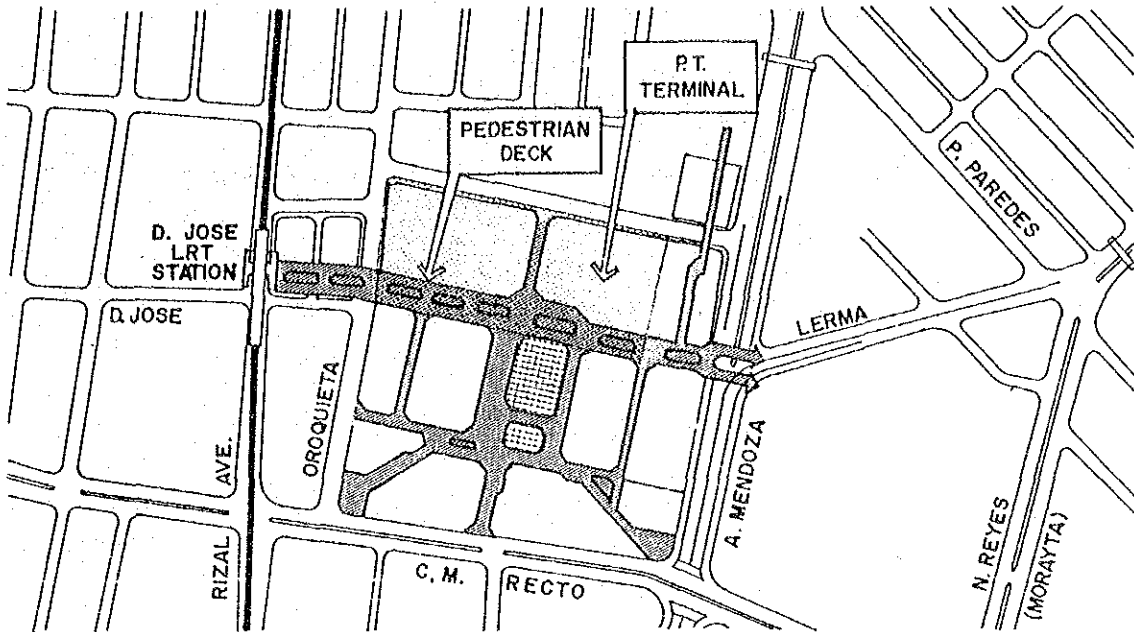 P.T.
TERMINAL
PEDESTRIAN
DECK
P. PAREDES
D. JOSE
LRT
STATION
D. JOSE
LERMA
OROQUIETA
AVE.
RIZAL
A. MENDOZA
N. REYES
(MORAYTA)
C. M. RECTO